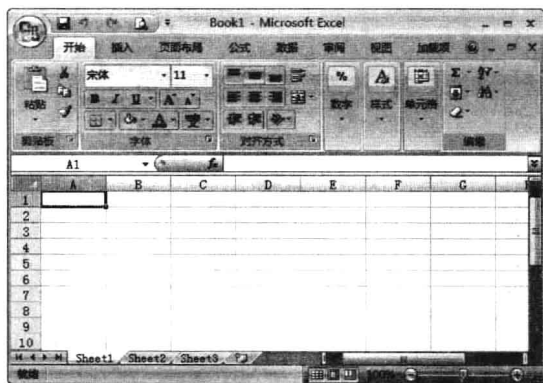 Book1 - Microsoft Excel
开始 插入 页面布局 公式 数据 审阅 视图 加载项
宋体 11
粘贴 B I U A A 数字 样式 单元格
剪贴板 字体 对齐方式 编辑
A1 fx
A B C D E F G
1
2
3
4
5
6
7
8
9
10
Sheet1 Sheet2 Sheet3
就绪 100%